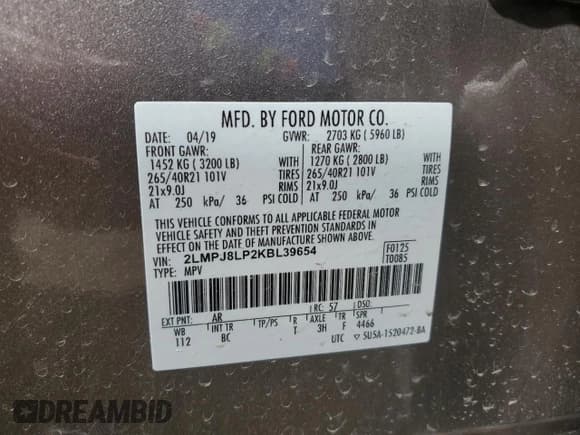 MFD. BY FORD MOTOR CO.
DATE: 04/19 GVWR: 2703 KG (5960 LB)
FRONT GAWR: REAR GAWR:
1452 KG (3200 LB) WITH 1270 KG (2800 LB) WITH
265/40R21 101V TIRES 265/40R21 101V TIRES
21x9.0J RIMS 21x9.0J RIMS
AT 250 kPa/ 36 PSI COLD AT 250 kPa/ 36 PSI COLD
THIS VEHICLE CONFORMS TO ALL APPLICABLE FEDERAL MOTOR
VEHICLE SAFETY AND THEFT PREVENTION STANDARDS IN
EFFECT ON THE DATE OF MANUFACTURE SHOWN ABOVE.
VIN: 2LMPJ8LP2KBL39654 F0125
TYPE: MPV T0085
EXT PNT: AR RC: 57 DSO:
WB INT TR TP/PS R AXLE TR SPR
112 BC T 3H F 4466
UTC ▽ 5U5A-1520472-BA
DREAMBID